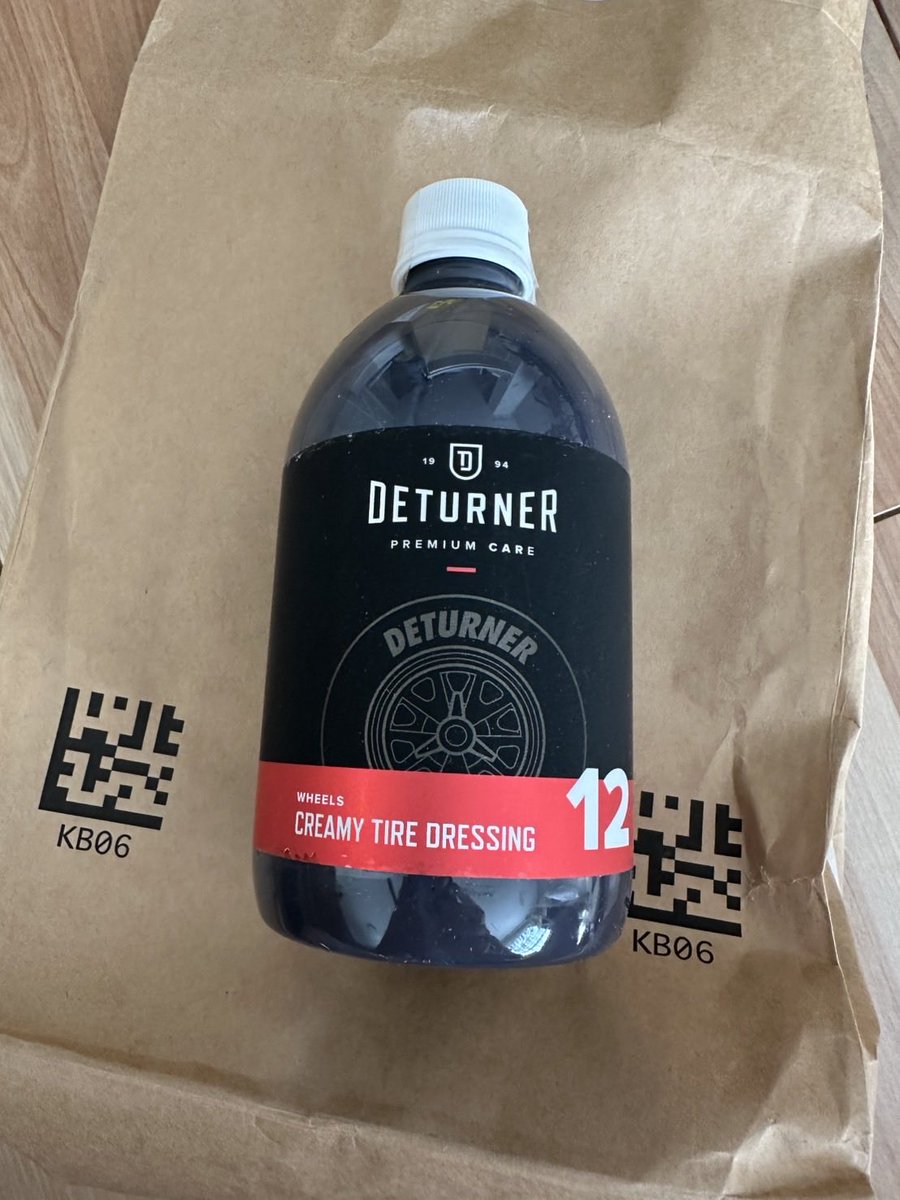 19 D 94
DETURNER
PREMIUM CARE
DETURNER
WHEELS
CREAMY TIRE DRESSING
12
KB06
KB06